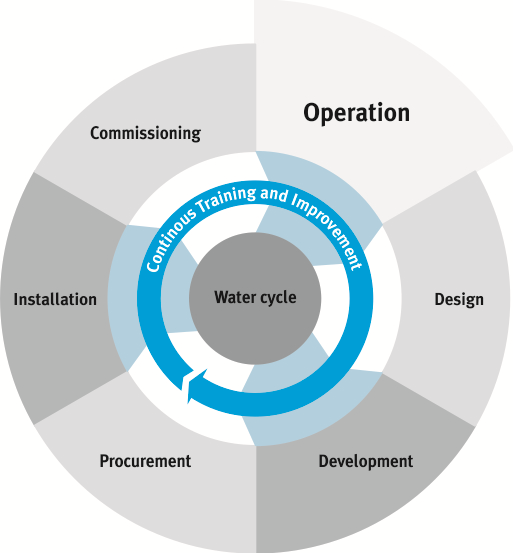 Operation
Commissioning
Continous Training and Improvement
Installation
Water cycle
Design
Procurement
Development